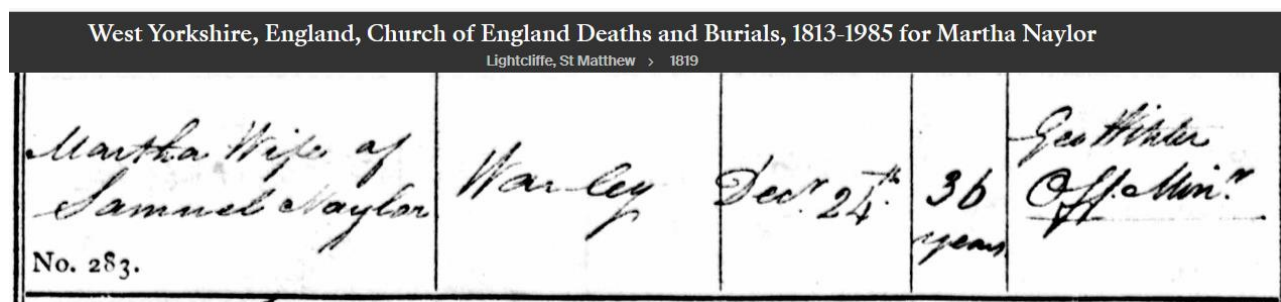 West Yorkshire, England, Church of England Deaths and Burials, 1813-1985 for Martha Naylor
Lightcliffe, St Matthew > 1819
Martha Wife of
Samuel Naylor
No. 283.
Warley
Decr. 24th.
36
years
Geo
Off. Minr.